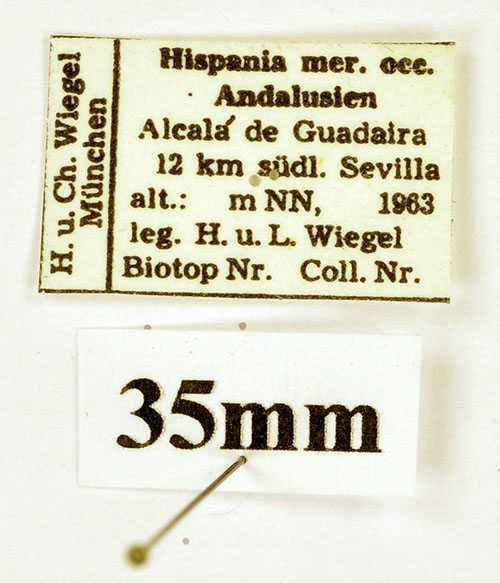 H. u. Ch. Wiegel
München
Hispania mer. occ.
Andalusien
Alcalá de Guadaira
12 km südl. Sevilla
alt.: m NN, 1963
leg. H. u. L. Wiegel
Biotop Nr. Coll. Nr.
35mm